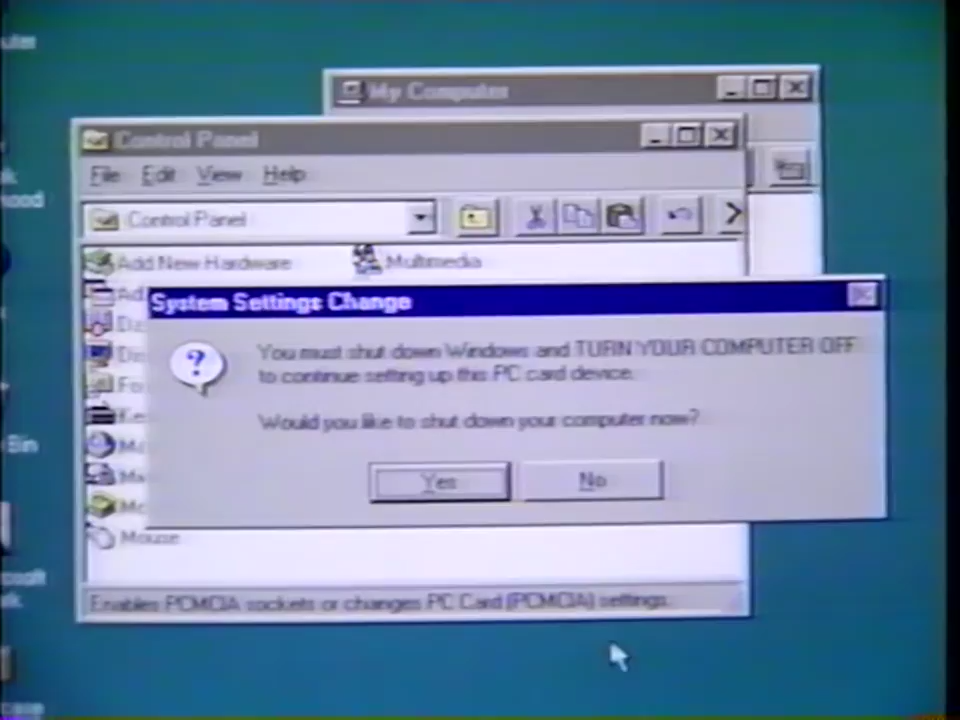 My Computer
Control Panel
File Edit View Help
Control Panel
Add New Hardware
Multimedia
System Settings Change
You must shut down Windows and TURN YOUR COMPUTER OFF
to continue setting up this PC card device.
Would you like to shut down your computer now?
Yes
No
Bin
Mouse
Enables PCMCIA sockets or changes PC Card (PCMCIA) settings.